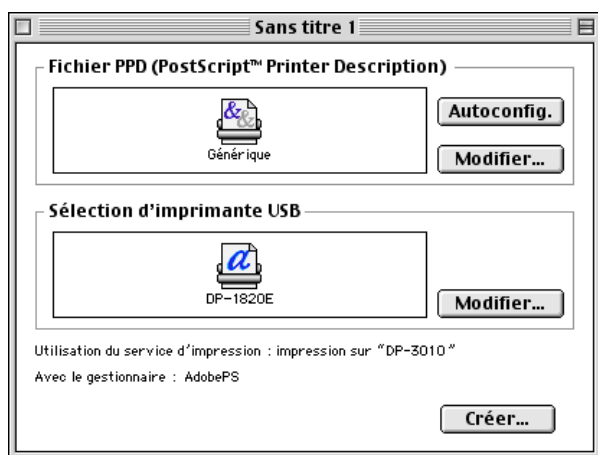 Sans titre 1
Fichier PPD (PostScript™ Printer Description)
Générique
Autoconfig.
Modifier...
Sélection d'imprimante USB
DP-1820E
Modifier...
Utilisation du service d'impression : impression sur "DP-3010"
Avec le gestionnaire : AdobePS
Créer...